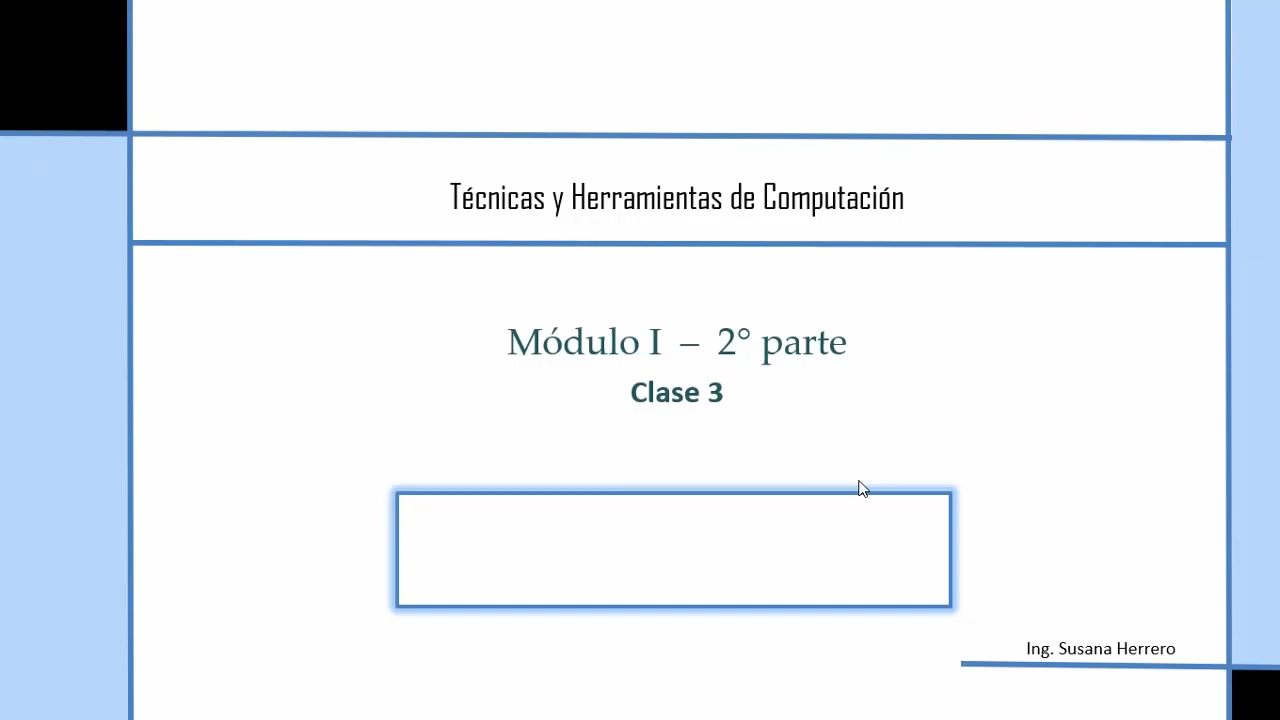 Técnicas y Herramientas de Computación
Módulo I – 2° parte
Clase 3
Ing. Susana Herrero